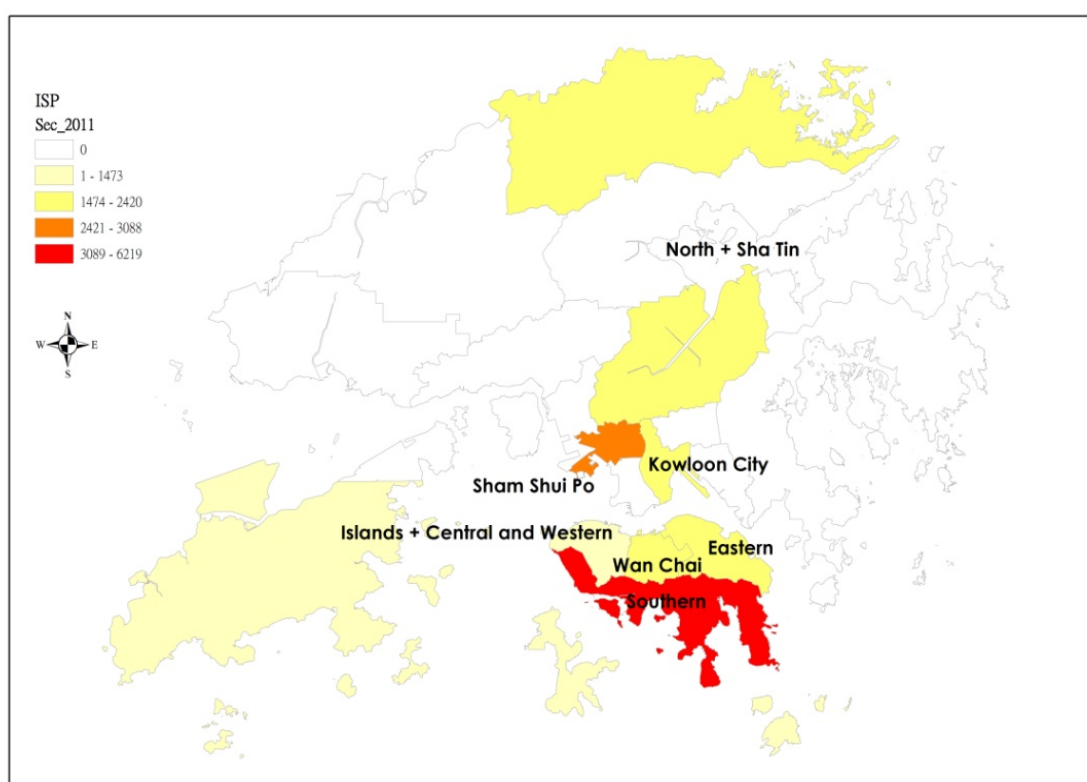 ISP
Sec_2011
0
1 - 1473
1474 - 2420
2421 - 3088
3089 - 6219
N
W E
S
North + Sha Tin
Kowloon City
Sham Shui Po
Islands + Central and Western
Eastern
Wan Chai
Southern